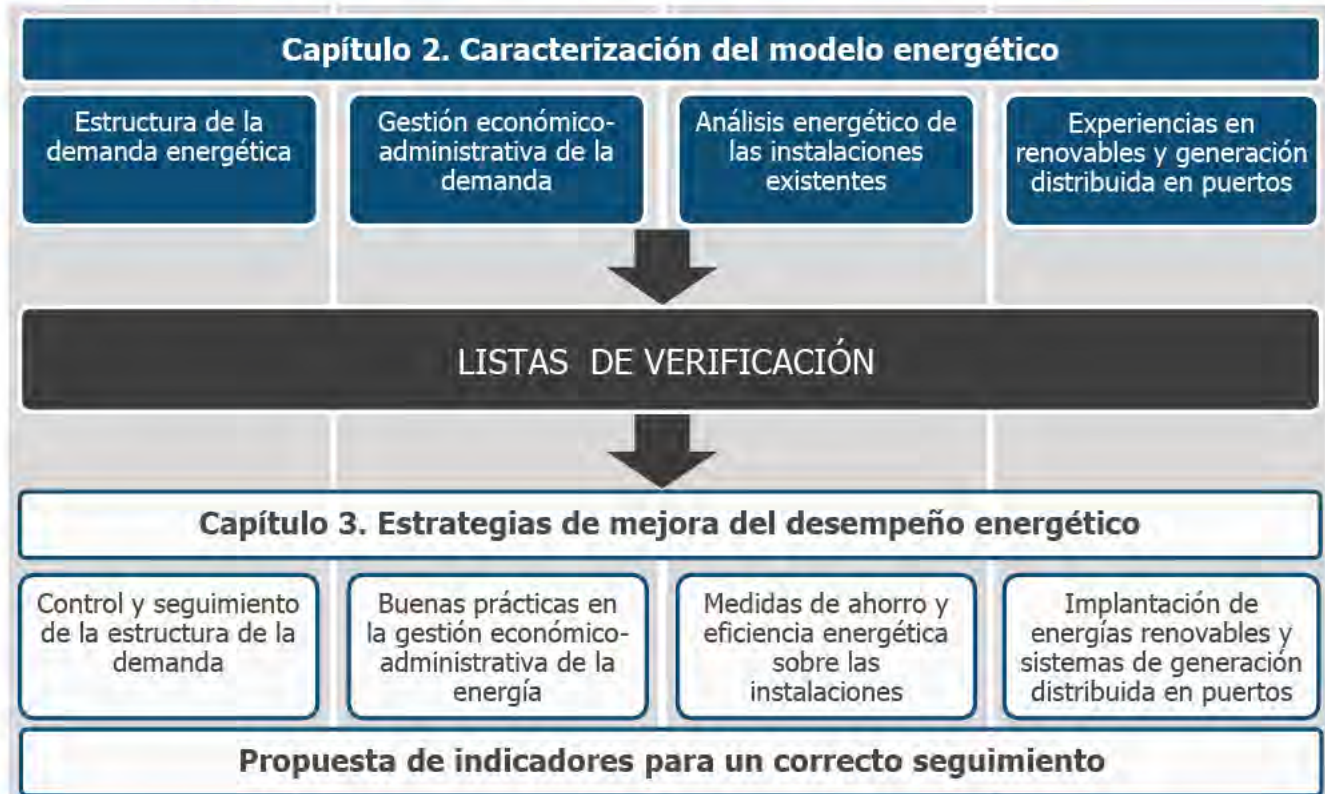 Capítulo 2. Caracterización del modelo energético
Estructura de la
demanda energética
Gestión económico-
administrativa de la
demanda
Análisis energético de
las instalaciones
existentes
Experiencias en
renovables y generación
distribuida en puertos
LISTAS DE VERIFICACIÓN
Capítulo 3. Estrategias de mejora del desempeño energético
Control y seguimiento
de la estructura de la
demanda
Buenas prácticas en
la gestión económico-
administrativa de la
energía
Medidas de ahorro y
eficiencia energética
sobre las
instalaciones
Implantación de
energías renovables y
sistemas de generación
distribuida en puertos
Propuesta de indicadores para un correcto seguimiento